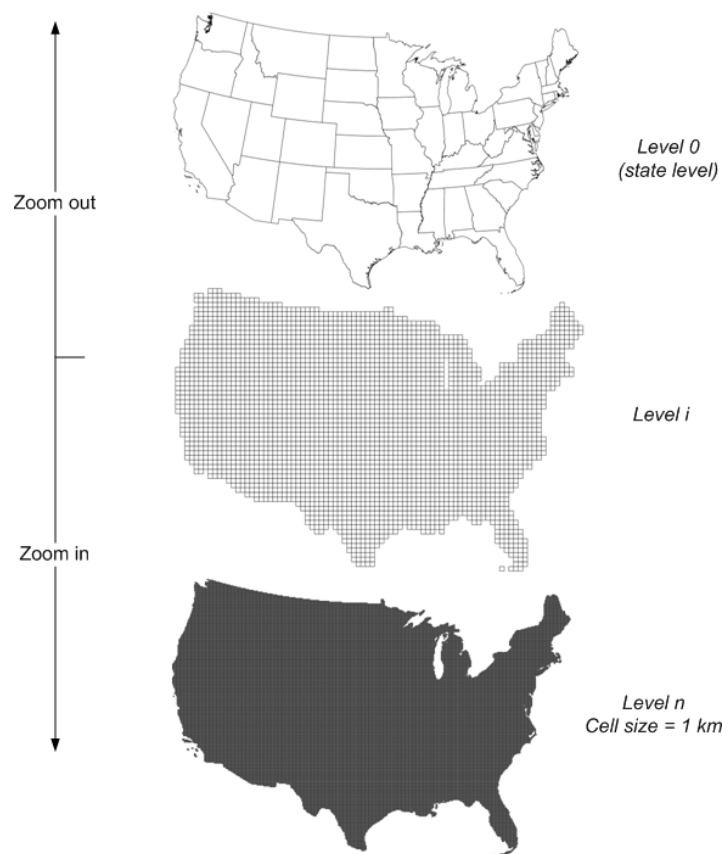 Level 0
(state level)
Zoom out
Level i
Zoom in
Level n
Cell size = 1 km